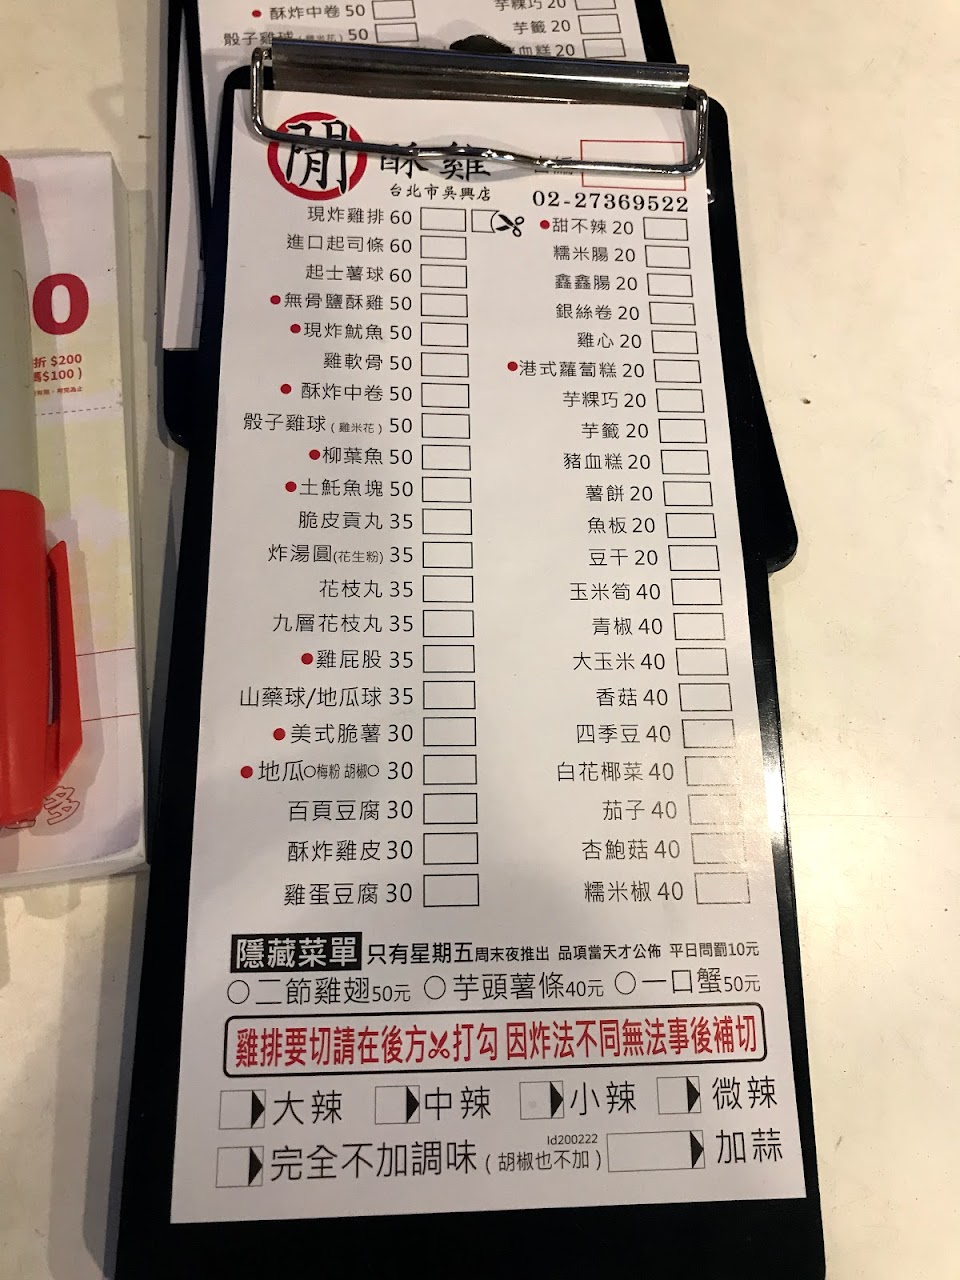 酥炸中卷 50
骰子雞球(雞米花) 50
芋粿巧 20
芋籤 20
血糕 20
0
折 $200
$100 )
閒
酥雞
台北市吳興店
02-27369522
現炸雞排 60
進口起司條 60
起士薯球 60
●無骨鹽酥雞 50
●現炸魷魚 50
雞軟骨 50
● 酥炸中卷 50
骰子雞球(雞米花) 50
●柳葉魚 50
●土魠魚塊 50
脆皮貢丸 35
炸湯圓(花生粉) 35
花枝丸 35
九層花枝丸 35
●雞屁股 35
山藥球/地瓜球 35
●美式脆薯 30
●地瓜○梅粉 胡椒○ 30
百頁豆腐 30
酥炸雞皮 30
雞蛋豆腐 30
●甜不辣 20
糯米腸 20
鑫鑫腸 20
銀絲卷 20
雞心 20
●港式蘿蔔糕 20
芋粿巧 20
芋籤 20
豬血糕 20
薯餅 20
魚板 20
豆干 20
玉米筍 40
青椒 40
大玉米 40
香菇 40
四季豆 40
白花椰菜 40
茄子 40
杏鮑菇 40
糯米椒 40
隱藏菜單 只有星期五周末夜推出 品項當天才公佈 平日問罰10元
○二節雞翅50元 ○芋頭薯條40元 ○一口蟹50元
雞排要切請在後方✂打勾 因炸法不同無法事後補切
大辣 中辣 小辣 微辣
完全不加調味(胡椒也不加) ld200222 加蒜